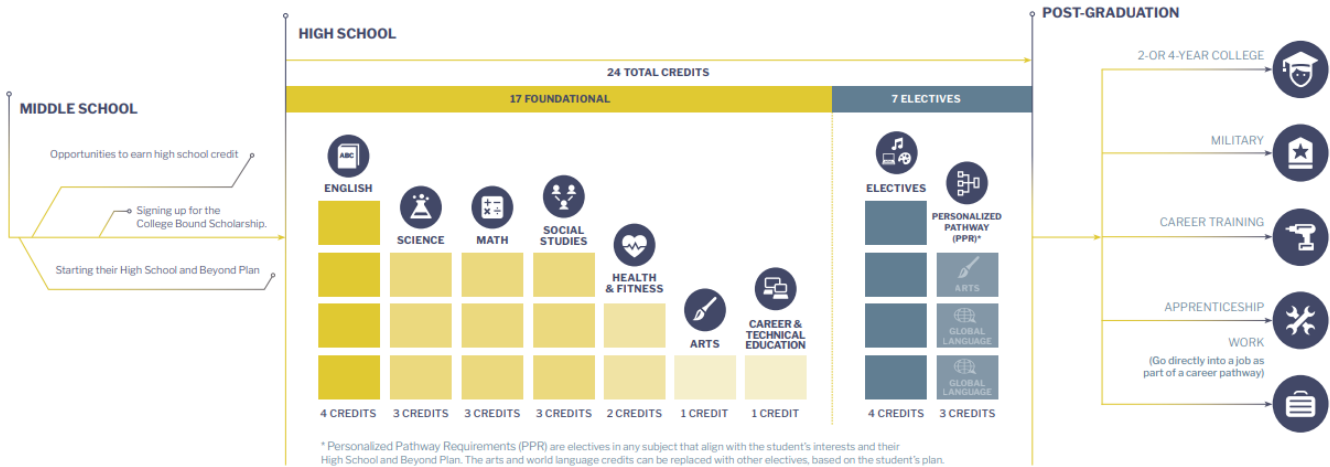 MIDDLE SCHOOL
Opportunities to earn high school credit
Signing up for the
College Bound Scholarship.
Starting their High School and Beyond Plan
HIGH SCHOOL
24 TOTAL CREDITS
17 FOUNDATIONAL
7 ELECTIVES
ABC
ENGLISH
SCIENCE
MATH
SOCIAL
STUDIES
HEALTH
& FITNESS
ARTS
CAREER &
TECHNICAL
EDUCATION
ELECTIVES
PERSONALIZED
PATHWAY
(PPR)*
ARTS
GLOBAL
LANGUAGE
GLOBAL
LANGUAGE
4 CREDITS
3 CREDITS
3 CREDITS
3 CREDITS
2 CREDITS
1 CREDIT
1 CREDIT
4 CREDITS
3 CREDITS
* Personalized Pathway Requirements (PPR) are electives in any subject that align with the student's interests and their
High School and Beyond Plan. The arts and world language credits can be replaced with other electives, based on the student's plan.
POST-GRADUATION
2-OR 4-YEAR COLLEGE
MILITARY
CAREER TRAINING
APPRENTICESHIP
WORK
(Go directly into a job as
part of a career pathway)